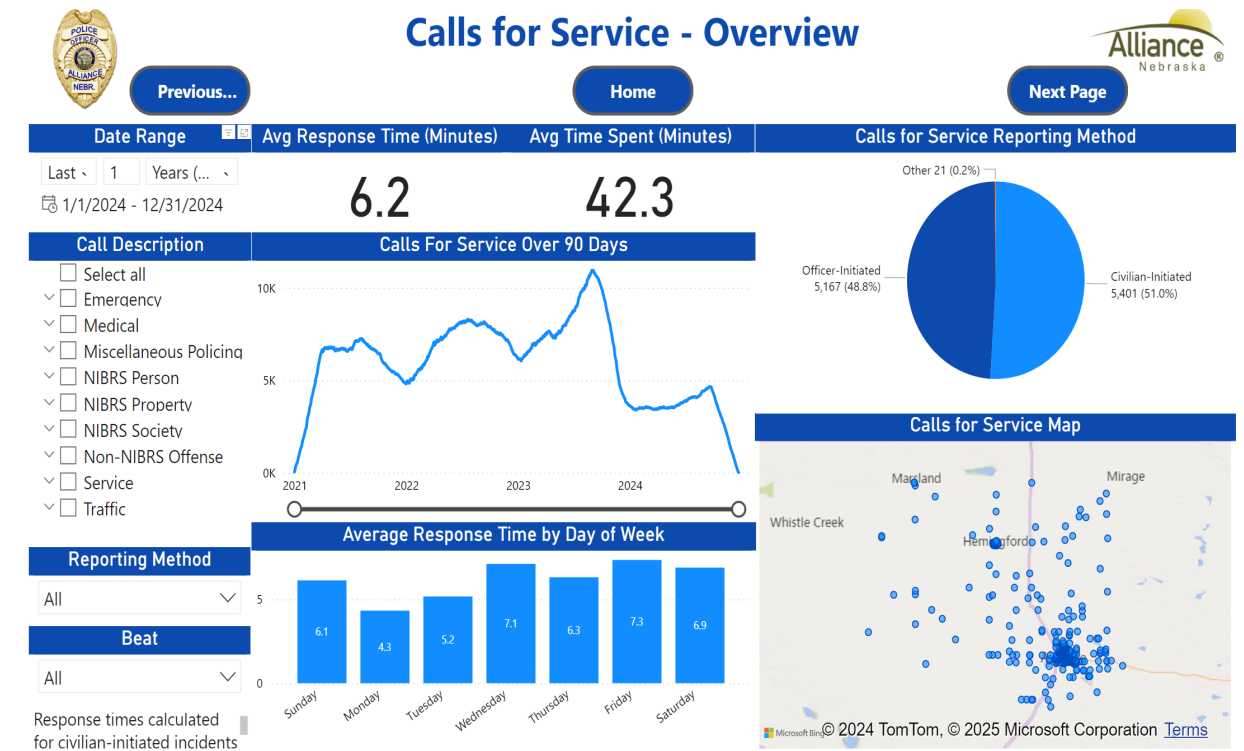 Calls for Service - Overview
POLICE
OFFICER
ALLIANCE
NEBR.
Alliance
Nebraska ®
Previous...
Home
Next Page
Date Range
Last
1
Years (...
1/1/2024 - 12/31/2024
Avg Response Time (Minutes)
6.2
Avg Time Spent (Minutes)
42.3
Calls for Service Reporting Method
Other 21 (0.2%)
Officer-Initiated
5,167 (48.8%)
Civilian-Initiated
5,401 (51.0%)
Call Description
Select all
Emergency
Medical
Miscellaneous Policing
NIBRS Person
NIBRS Property
NIBRS Society
Non-NIBRS Offense
Service
Traffic
Calls For Service Over 90 Days
10K
5K
0K
2021
2022
2023
2024
Calls for Service Map
Marsland
Mirage
Whistle Creek
Hemingford
Microsoft Bing
© 2024 TomTom, © 2025 Microsoft Corporation Terms
Reporting Method
All
Beat
All
Response times calculated
for civilian-initiated incidents
Average Response Time by Day of Week
5
0
6.1
4.3
5.2
7.1
6.3
7.3
6.9
Sunday
Monday
Tuesday
Wednesday
Thursday
Friday
Saturday